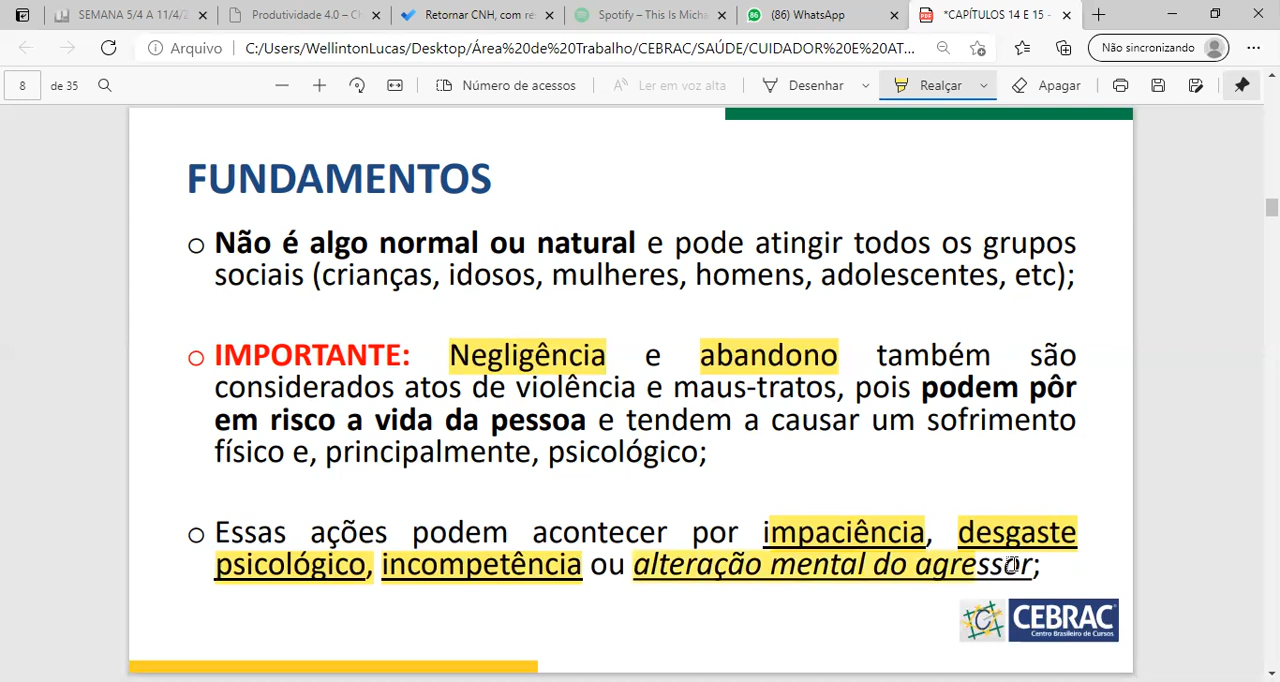 SEMANA 5/4 A 11/4/2
Produtividade 4.0 – Cl
Retornar CNH, com re
Spotify – This Is Micha
(86) WhatsApp
*CAPÍTULOS 14 E 15 -
Arquivo
C:/Users/WellintonLucas/Desktop/Área%20de%20Trabalho/CEBRAC/SAÚDE/CUIDADOR%20E%20AT...
Não sincronizando
8
de 35
Número de acessos
Ler em voz alta
Desenhar
Realçar
Apagar
FUNDAMENTOS
Não é algo normal ou natural e pode atingir todos os grupos
sociais (crianças, idosos, mulheres, homens, adolescentes, etc);
IMPORTANTE: Negligência e abandono também são
considerados atos de violência e maus-tratos, pois podem pôr
em risco a vida da pessoa e tendem a causar um sofrimento
físico e, principalmente, psicológico;
Essas ações podem acontecer por impaciência, desgaste
psicológico, incompetência ou alteração mental do agressor;
CEBRAC
Centro Brasileiro de Cursos